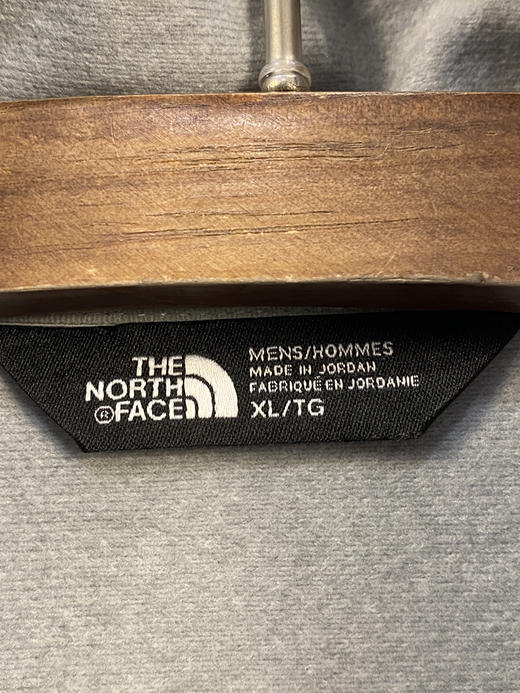 THE
NORTH
®FACE
MENS/HOMMES
MADE IN JORDAN
FABRIQUÉ EN JORDANIE
XL/TG